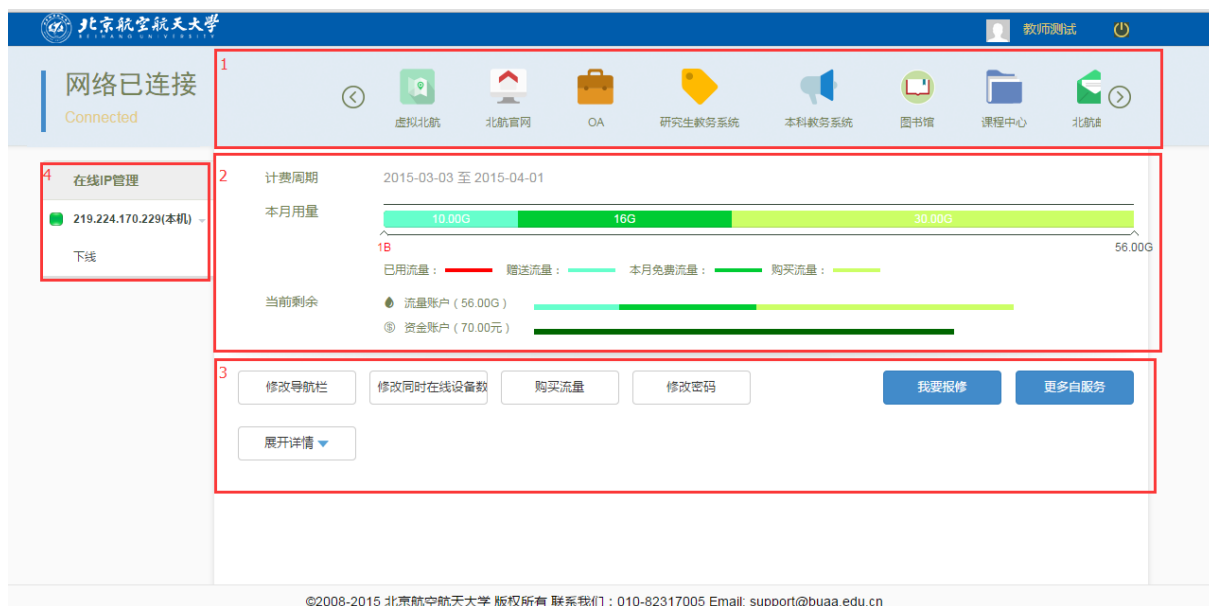 北京航空航天大学
BEIHANG UNIVERSITY
教师测试
网络已连接
Connected
1
虚拟北航
北航官网
OA
研究生教务系统
本科教务系统
图书馆
课程中心
北航
4
在线IP管理
219.224.170.229(本机)
下线
2
计费周期 2015-03-03 至 2015-04-01
本月用量
10.00G 16G 30.00G
1B 56.00G
已用流量： 赠送流量： 本月免费流量： 购买流量：
当前剩余
流量账户（56.00G）
资金账户（70.00元）
3
修改导航栏 修改同时在线设备数 购买流量 修改密码 我要报修 更多自服务
展开详情
©2008-2015 北京航空航天大学 版权所有 联系我们：010-82317005 Email: support@buaa.edu.cn